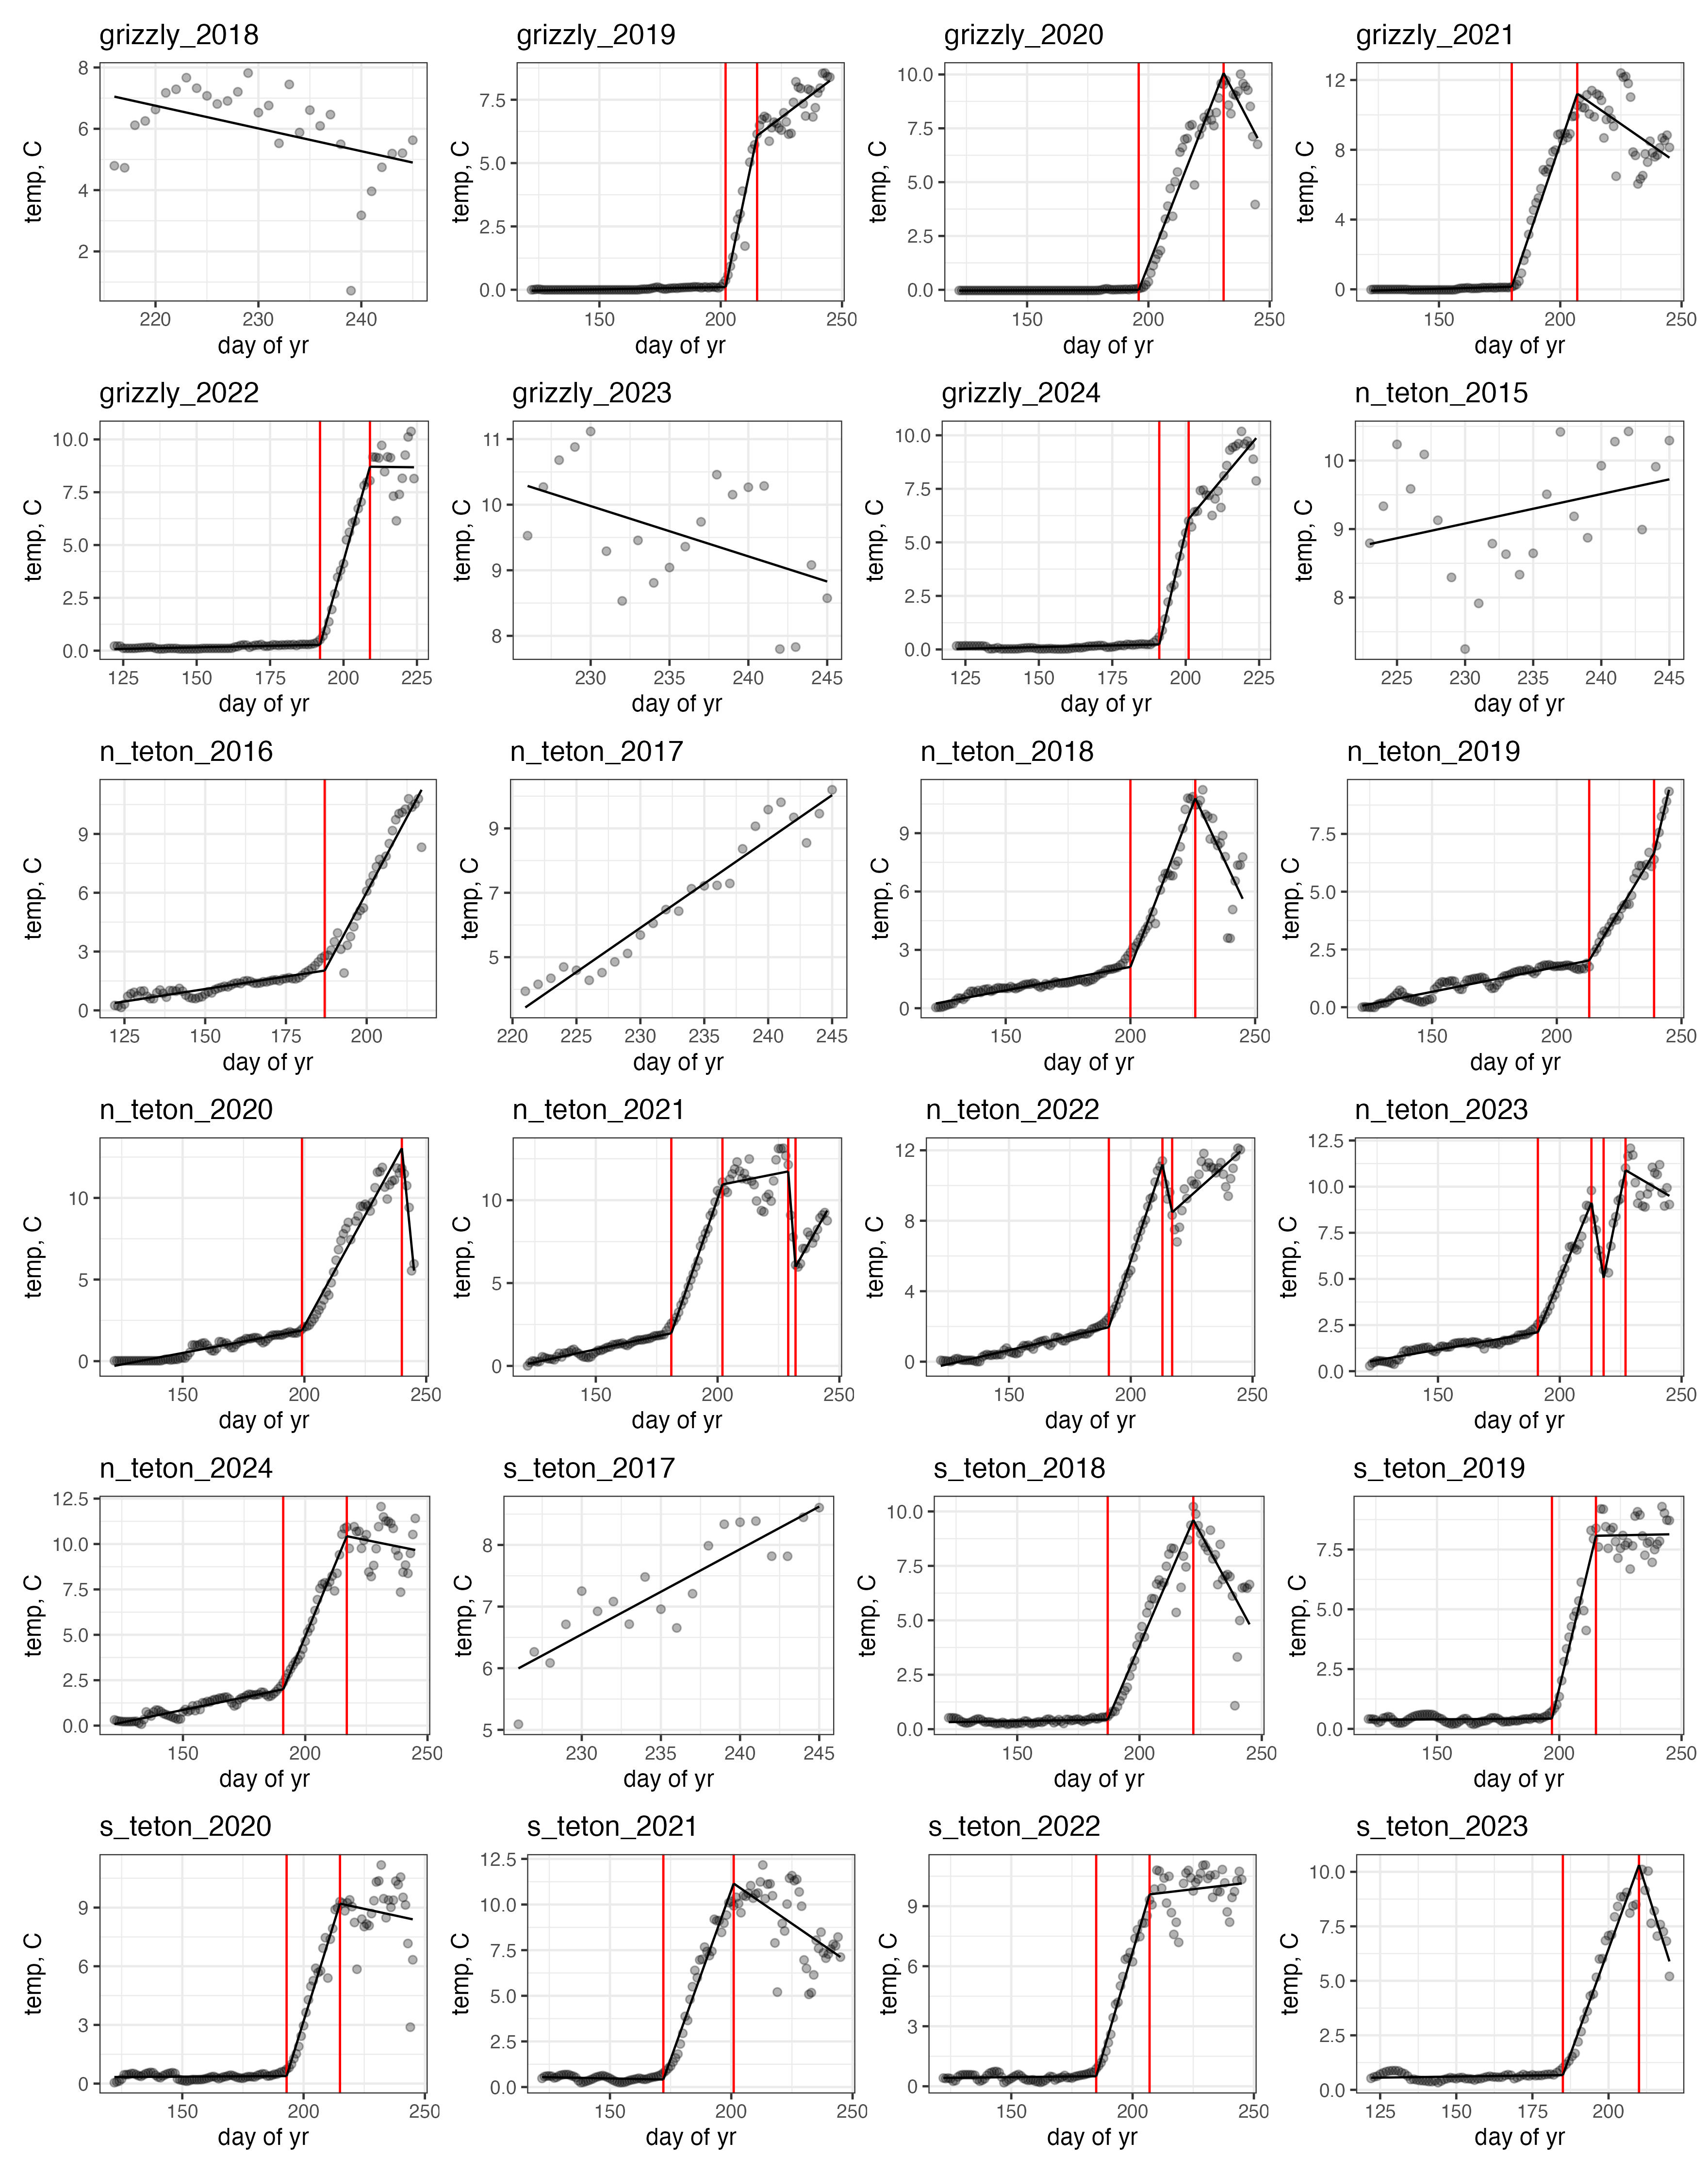 grizzly_2018 grizzly_2019 grizzly_2020 grizzly_2021
temp, C 8 6 4 2 temp, C 7.5 5.0 2.5 0.0 temp, C 10.0 7.5 5.0 2.5 0.0 temp, C 12 8 4 0
220 230 240 150 200 250 150 200 250 150 200 250
day of yr day of yr day of yr day of yr
grizzly_2022 grizzly_2023 grizzly_2024 n_teton_2015
temp, C 10.0 7.5 5.0 2.5 0.0 temp, C 11 10 9 8 temp, C 10.0 7.5 5.0 2.5 0.0 temp, C 10 9 8
125 150 175 200 225 230 235 240 245 125 150 175 200 225 225 230 235 240 245
day of yr day of yr day of yr day of yr
n_teton_2016 n_teton_2017 n_teton_2018 n_teton_2019
temp, C 9 6 3 0 temp, C 9 7 5 temp, C 9 6 3 0 temp, C 7.5 5.0 2.5 0.0
125 150 175 200 220 225 230 235 240 245 150 200 250 150 200 250
day of yr day of yr day of yr day of yr
n_teton_2020 n_teton_2021 n_teton_2022 n_teton_2023
temp, C 10 5 0 temp, C 10 5 0 temp, C 12 8 4 0 temp, C 12.5 10.0 7.5 5.0 2.5 0.0
150 200 250 150 200 250 150 200 250 150 200 250
day of yr day of yr day of yr day of yr
n_teton_2024 s_teton_2017 s_teton_2018 s_teton_2019
temp, C 12.5 10.0 7.5 5.0 2.5 0.0 temp, C 8 7 6 5 temp, C 10.0 7.5 5.0 2.5 0.0 temp, C 7.5 5.0 2.5 0.0
150 200 250 230 235 240 245 150 200 250 150 200 250
day of yr day of yr day of yr day of yr
s_teton_2020 s_teton_2021 s_teton_2022 s_teton_2023
temp, C 9 6 3 0 temp, C 12.5 10.0 7.5 5.0 2.5 0.0 temp, C 9 6 3 0 temp, C 10.0 7.5 5.0 2.5 0.0
150 200 250 150 200 250 150 200 250 125 150 175 200
day of yr day of yr day of yr day of yr